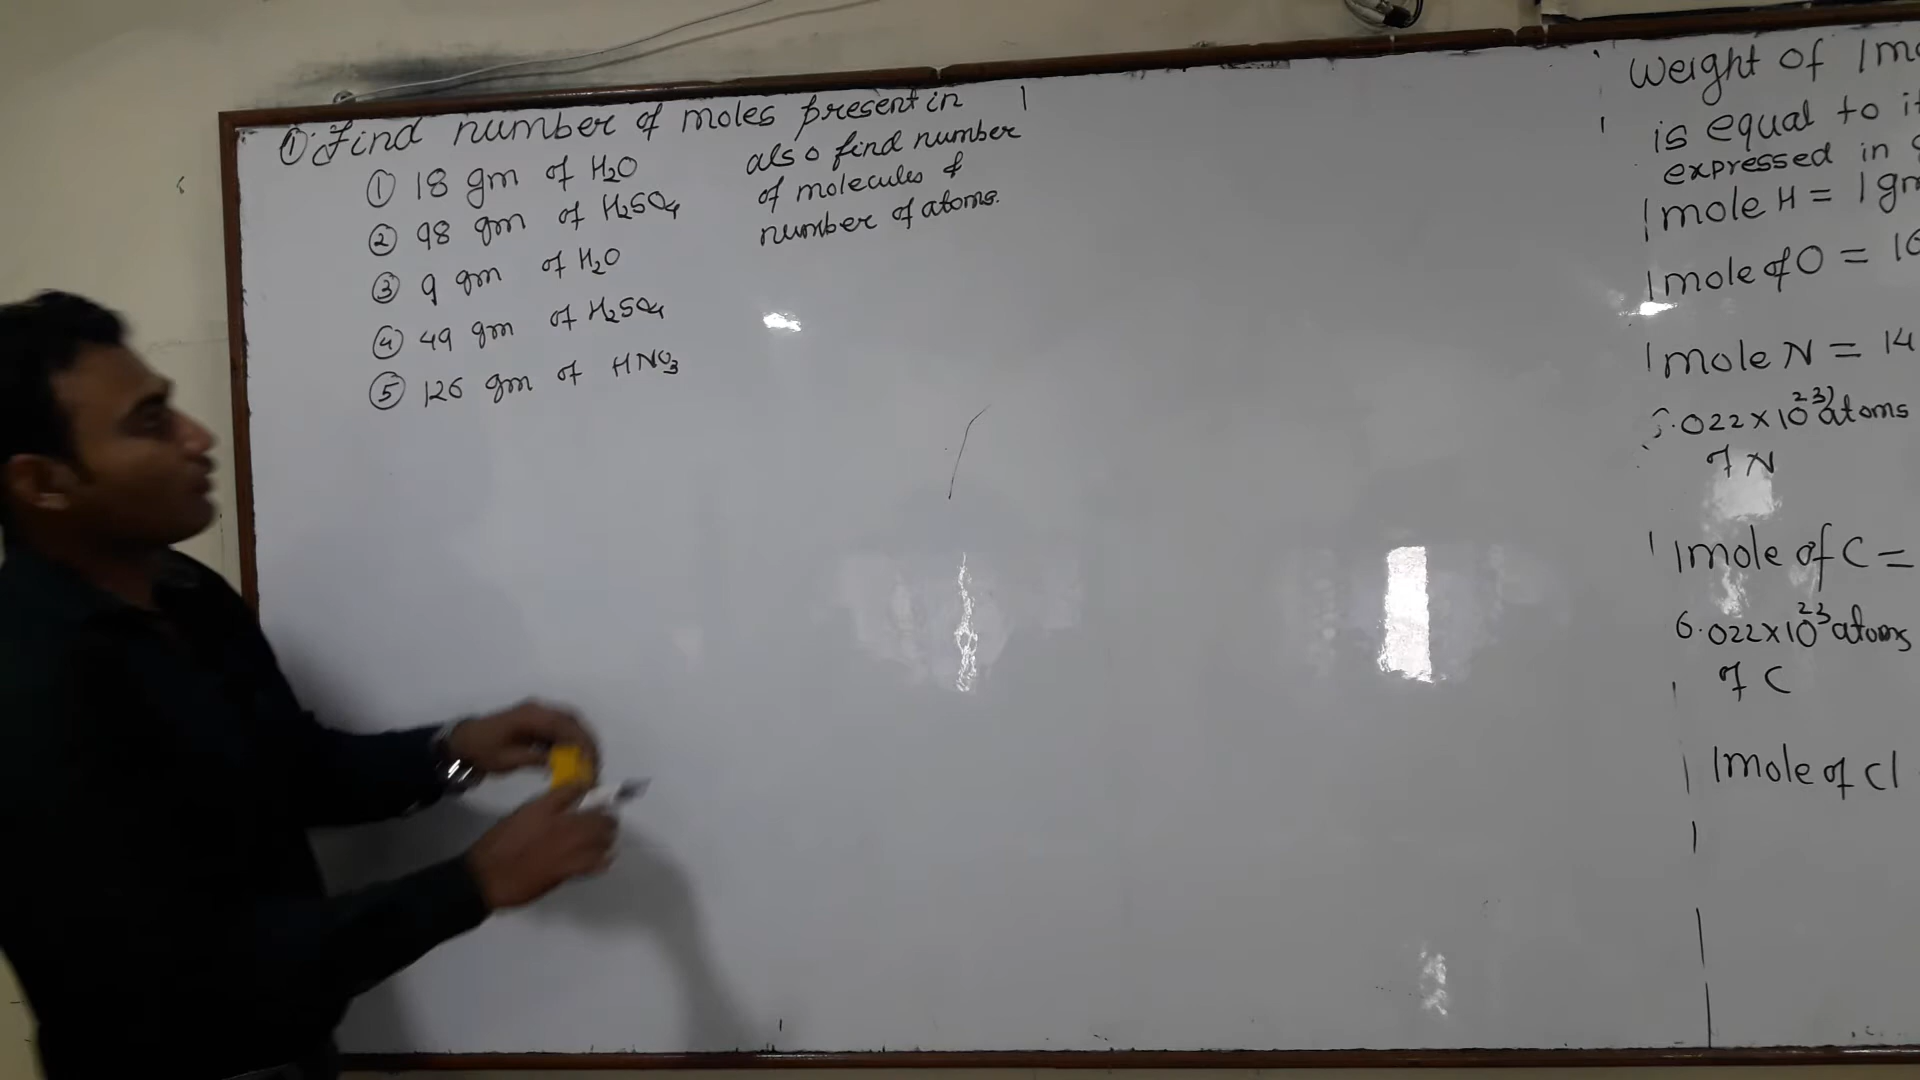 ① Find number of moles present in
① 18 gm of H₂O
② 98 gm of H₂SO₄
③ 9 gm of H₂O
④ 49 gm of H₂SO₄
⑤ 126 gm of HNO₃
also find number
of molecules &
number of atoms.
Weight of 1
is equal to
expressed in
1 mole H = 1 gm
1 mole of O =
1 mole N = 14
.022×10²³ atoms
of N
1 mole of C =
6.022×10²³ atoms
of C
1 mole of Cl